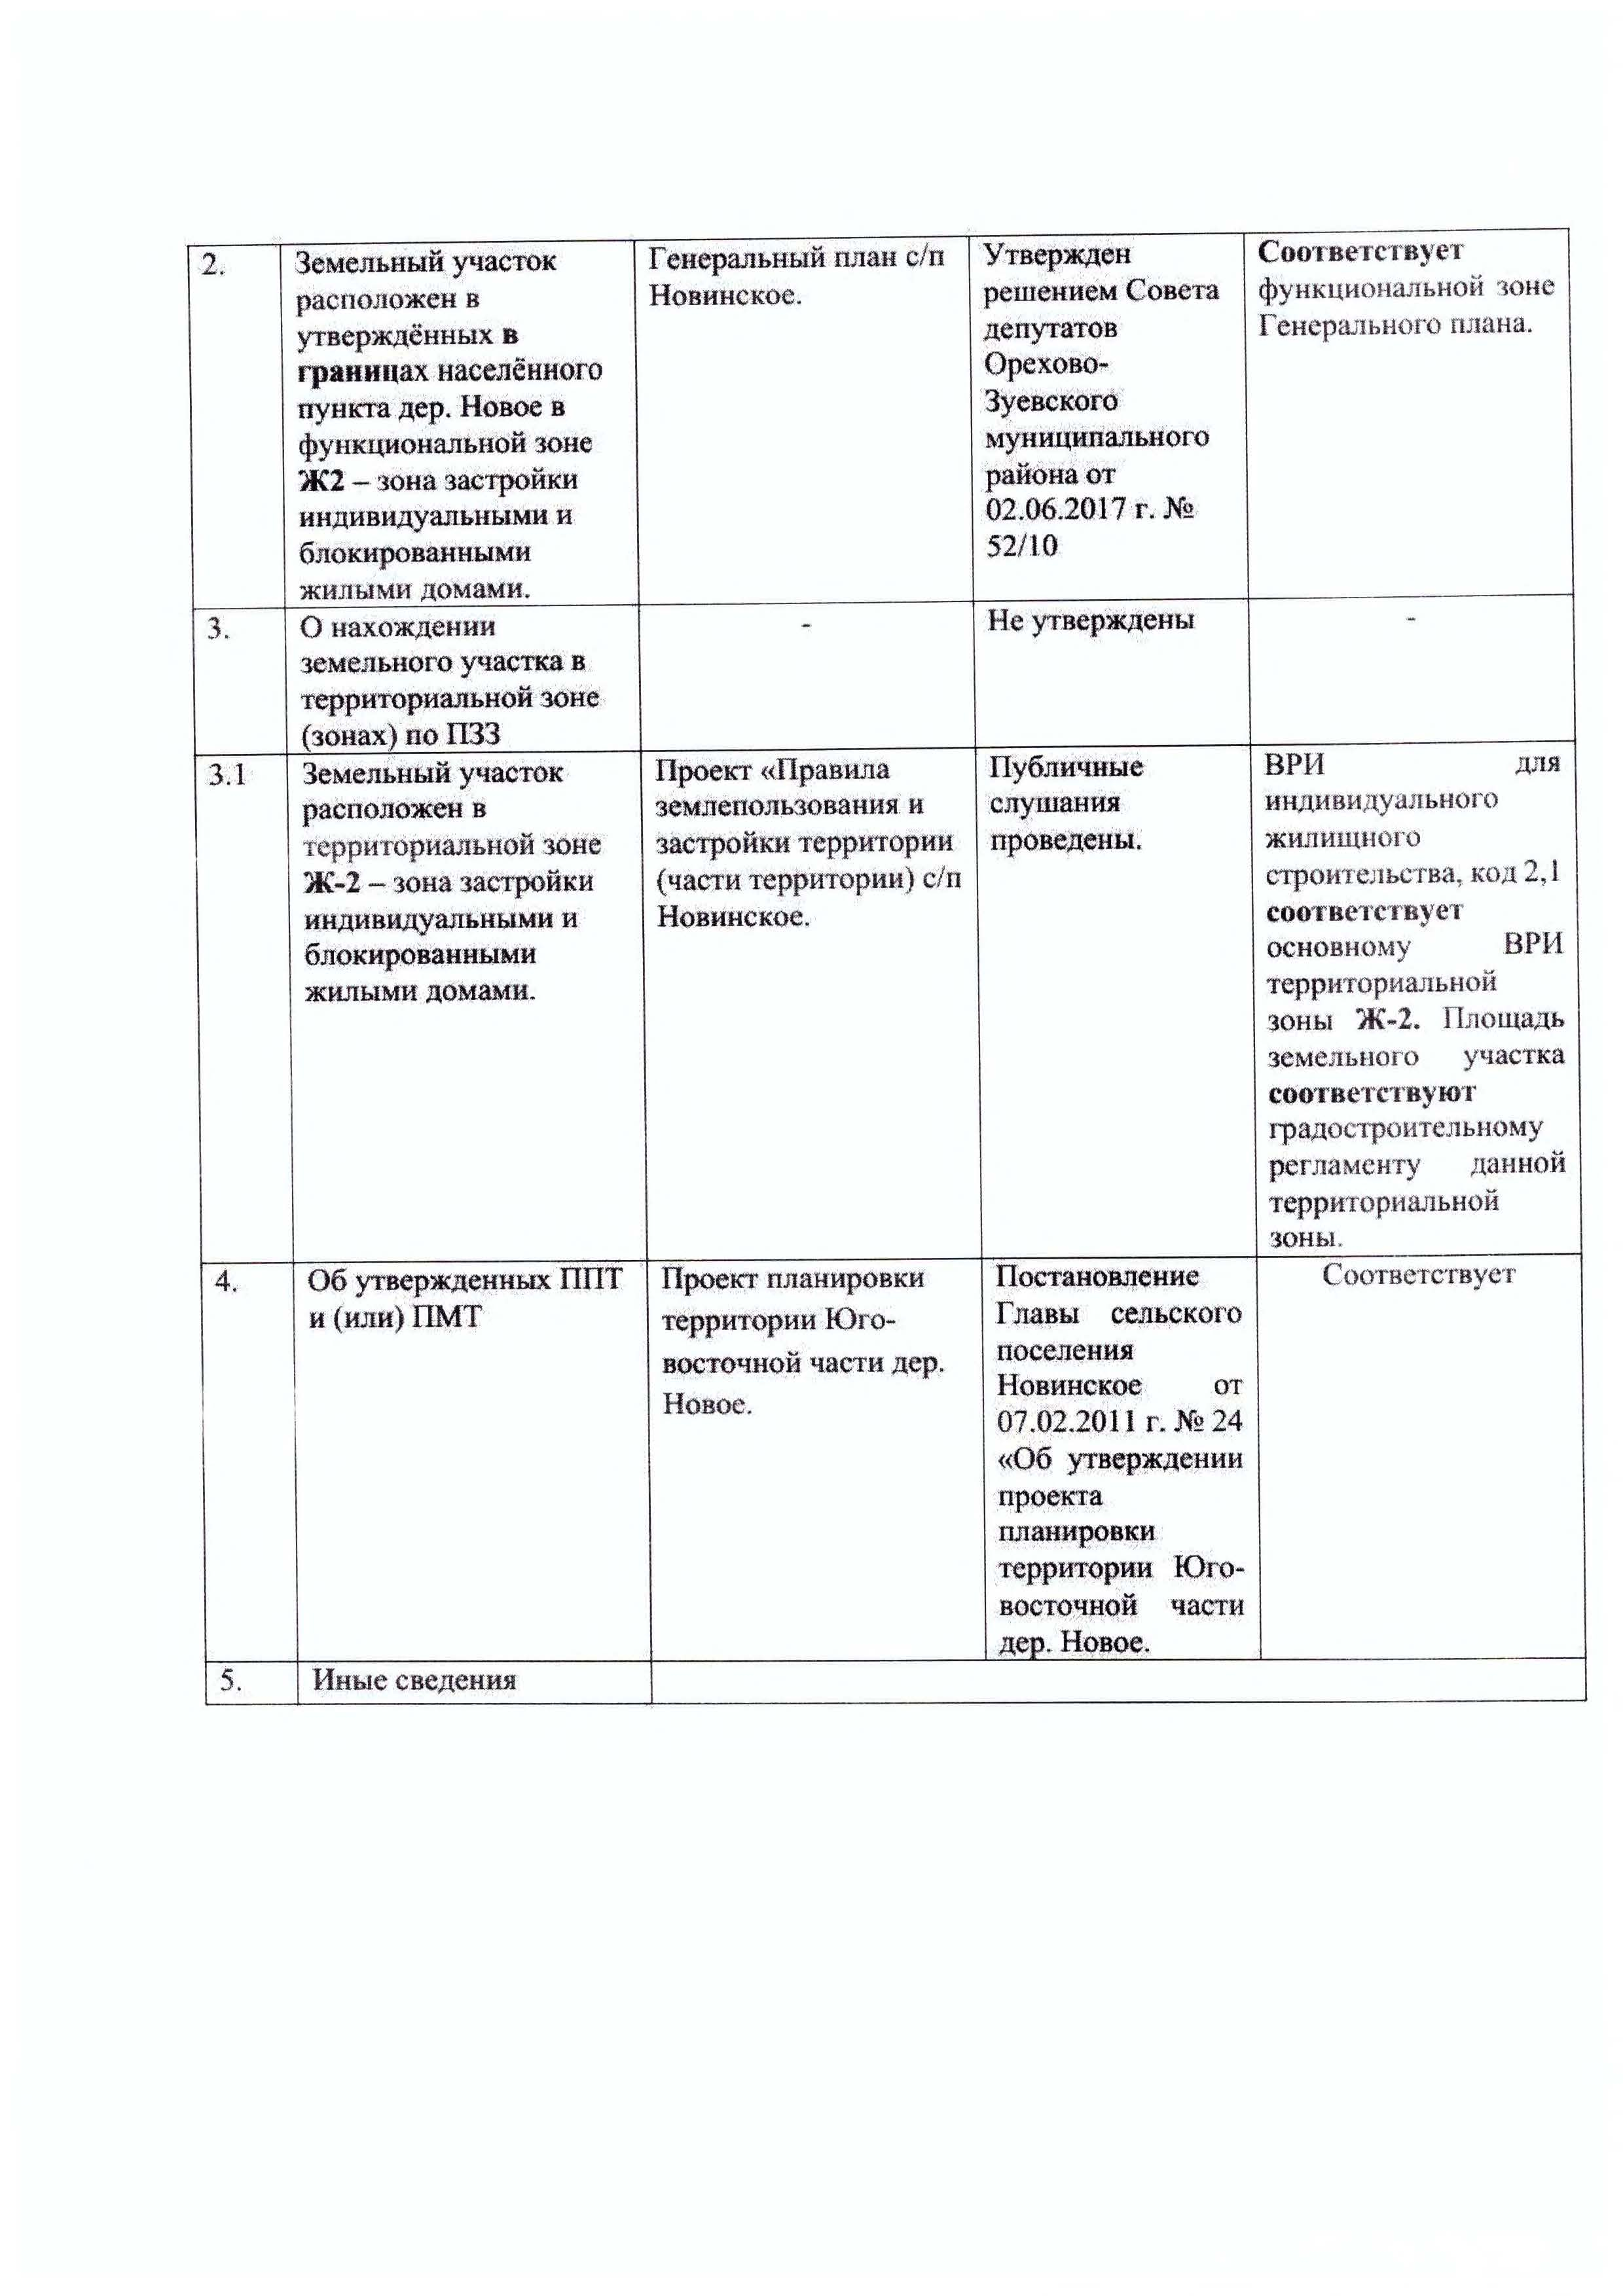 2.
Земельный участок
расположен в
утверждённых в
границах населённого
пункта дер. Новое в
функциональной зоне
Ж2 – зона застройки
индивидуальными и
блокированными
жилыми домами.
Генеральный план с/п
Новинское.
Утвержден
решением Совета
депутатов
Орехово-
Зуевского
муниципального
района от
02.06.2017 г. №
52/10
Соответствует
функциональной зоне
Генерального плана.
3.
О нахождении
земельного участка в
территориальной зоне
(зонах) по ПЗЗ
-
Не утверждены
-
3.1
Земельный участок
расположен в
территориальной зоне
Ж-2 – зона застройки
индивидуальными и
блокированными
жилыми домами.
Проект «Правила
землепользования и
застройки территории
(части территории) с/п
Новинское.
Публичные
слушания
проведены.
ВРИ для
индивидуального
жилищного
строительства, код 2,1
соответствует
основному ВРИ
территориальной
зоны Ж-2. Площадь
земельного участка
соответствуют
градостроительному
регламенту данной
территориальной
зоны.
4.
Об утвержденных ППТ
и (или) ПМТ
Проект планировки
территории Юго-
восточной части дер.
Новое.
Постановление
Главы сельского
поселения
Новинское от
07.02.2011 г. № 24
«Об утверждении
проекта
планировки
территории Юго-
восточной части
дер. Новое.
Соответствует
5.
Иные сведения